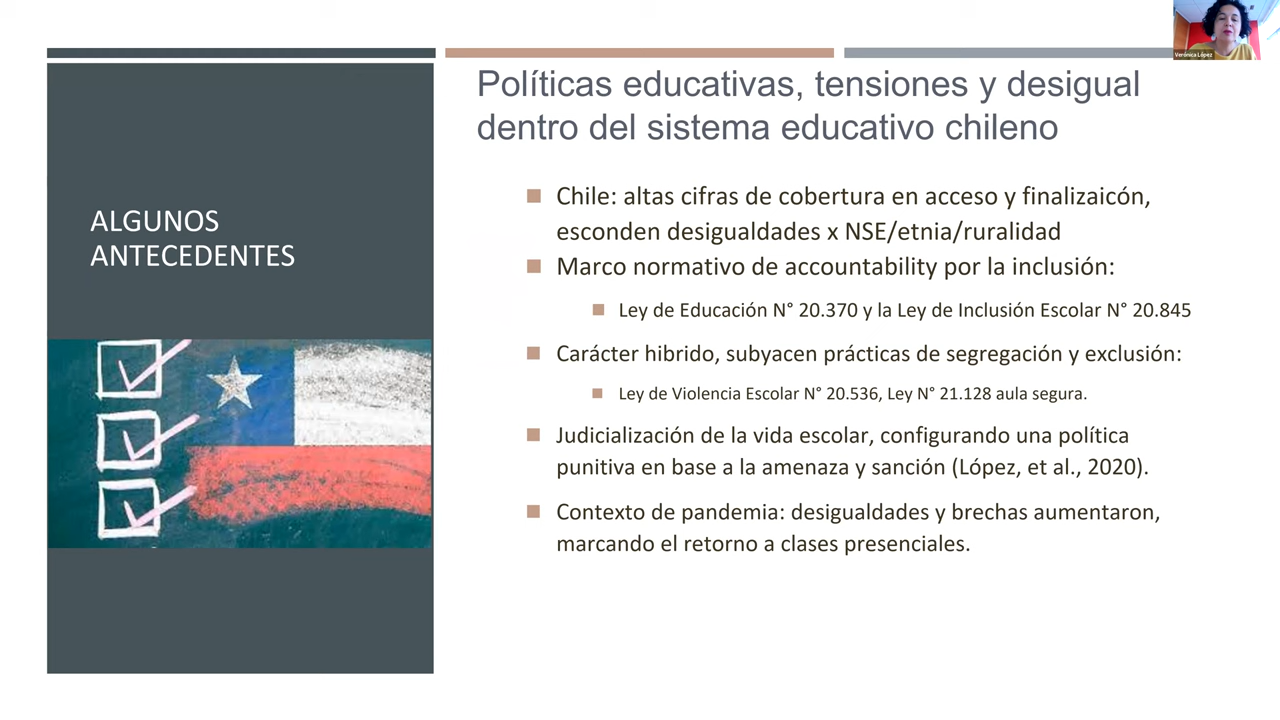 Verónica López
Políticas educativas, tensiones y desigual
dentro del sistema educativo chileno
ALGUNOS
ANTECEDENTES
Chile: altas cifras de cobertura en acceso y finalizaicón,
esconden desigualdades x NSE/etnia/ruralidad
Marco normativo de accountability por la inclusión:
Ley de Educación N° 20.370 y la Ley de Inclusión Escolar N° 20.845
Carácter hibrido, subyacen prácticas de segregación y exclusión:
Ley de Violencia Escolar N° 20.536, Ley N° 21.128 aula segura.
Judicialización de la vida escolar, configurando una política
punitiva en base a la amenaza y sanción (López, et al., 2020).
Contexto de pandemia: desigualdades y brechas aumentaron,
marcando el retorno a clases presenciales.